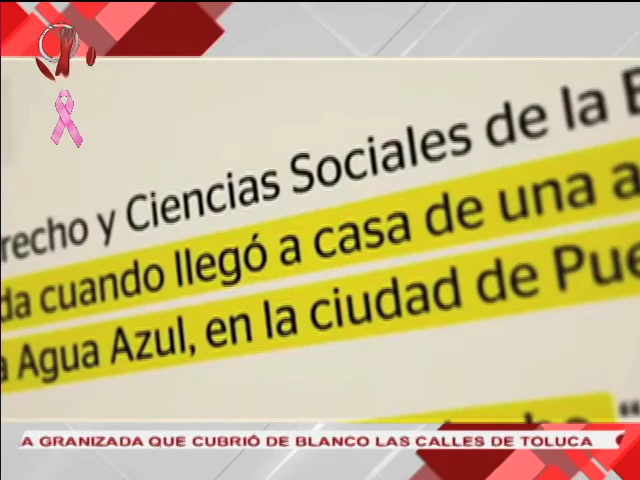 recho y Ciencias Sociales de la B
da cuando llegó a casa de una a
a Agua Azul, en la ciudad de Pue
A GRANIZADA QUE CUBRIÓ DE BLANCO LAS CALLES DE TOLUCA